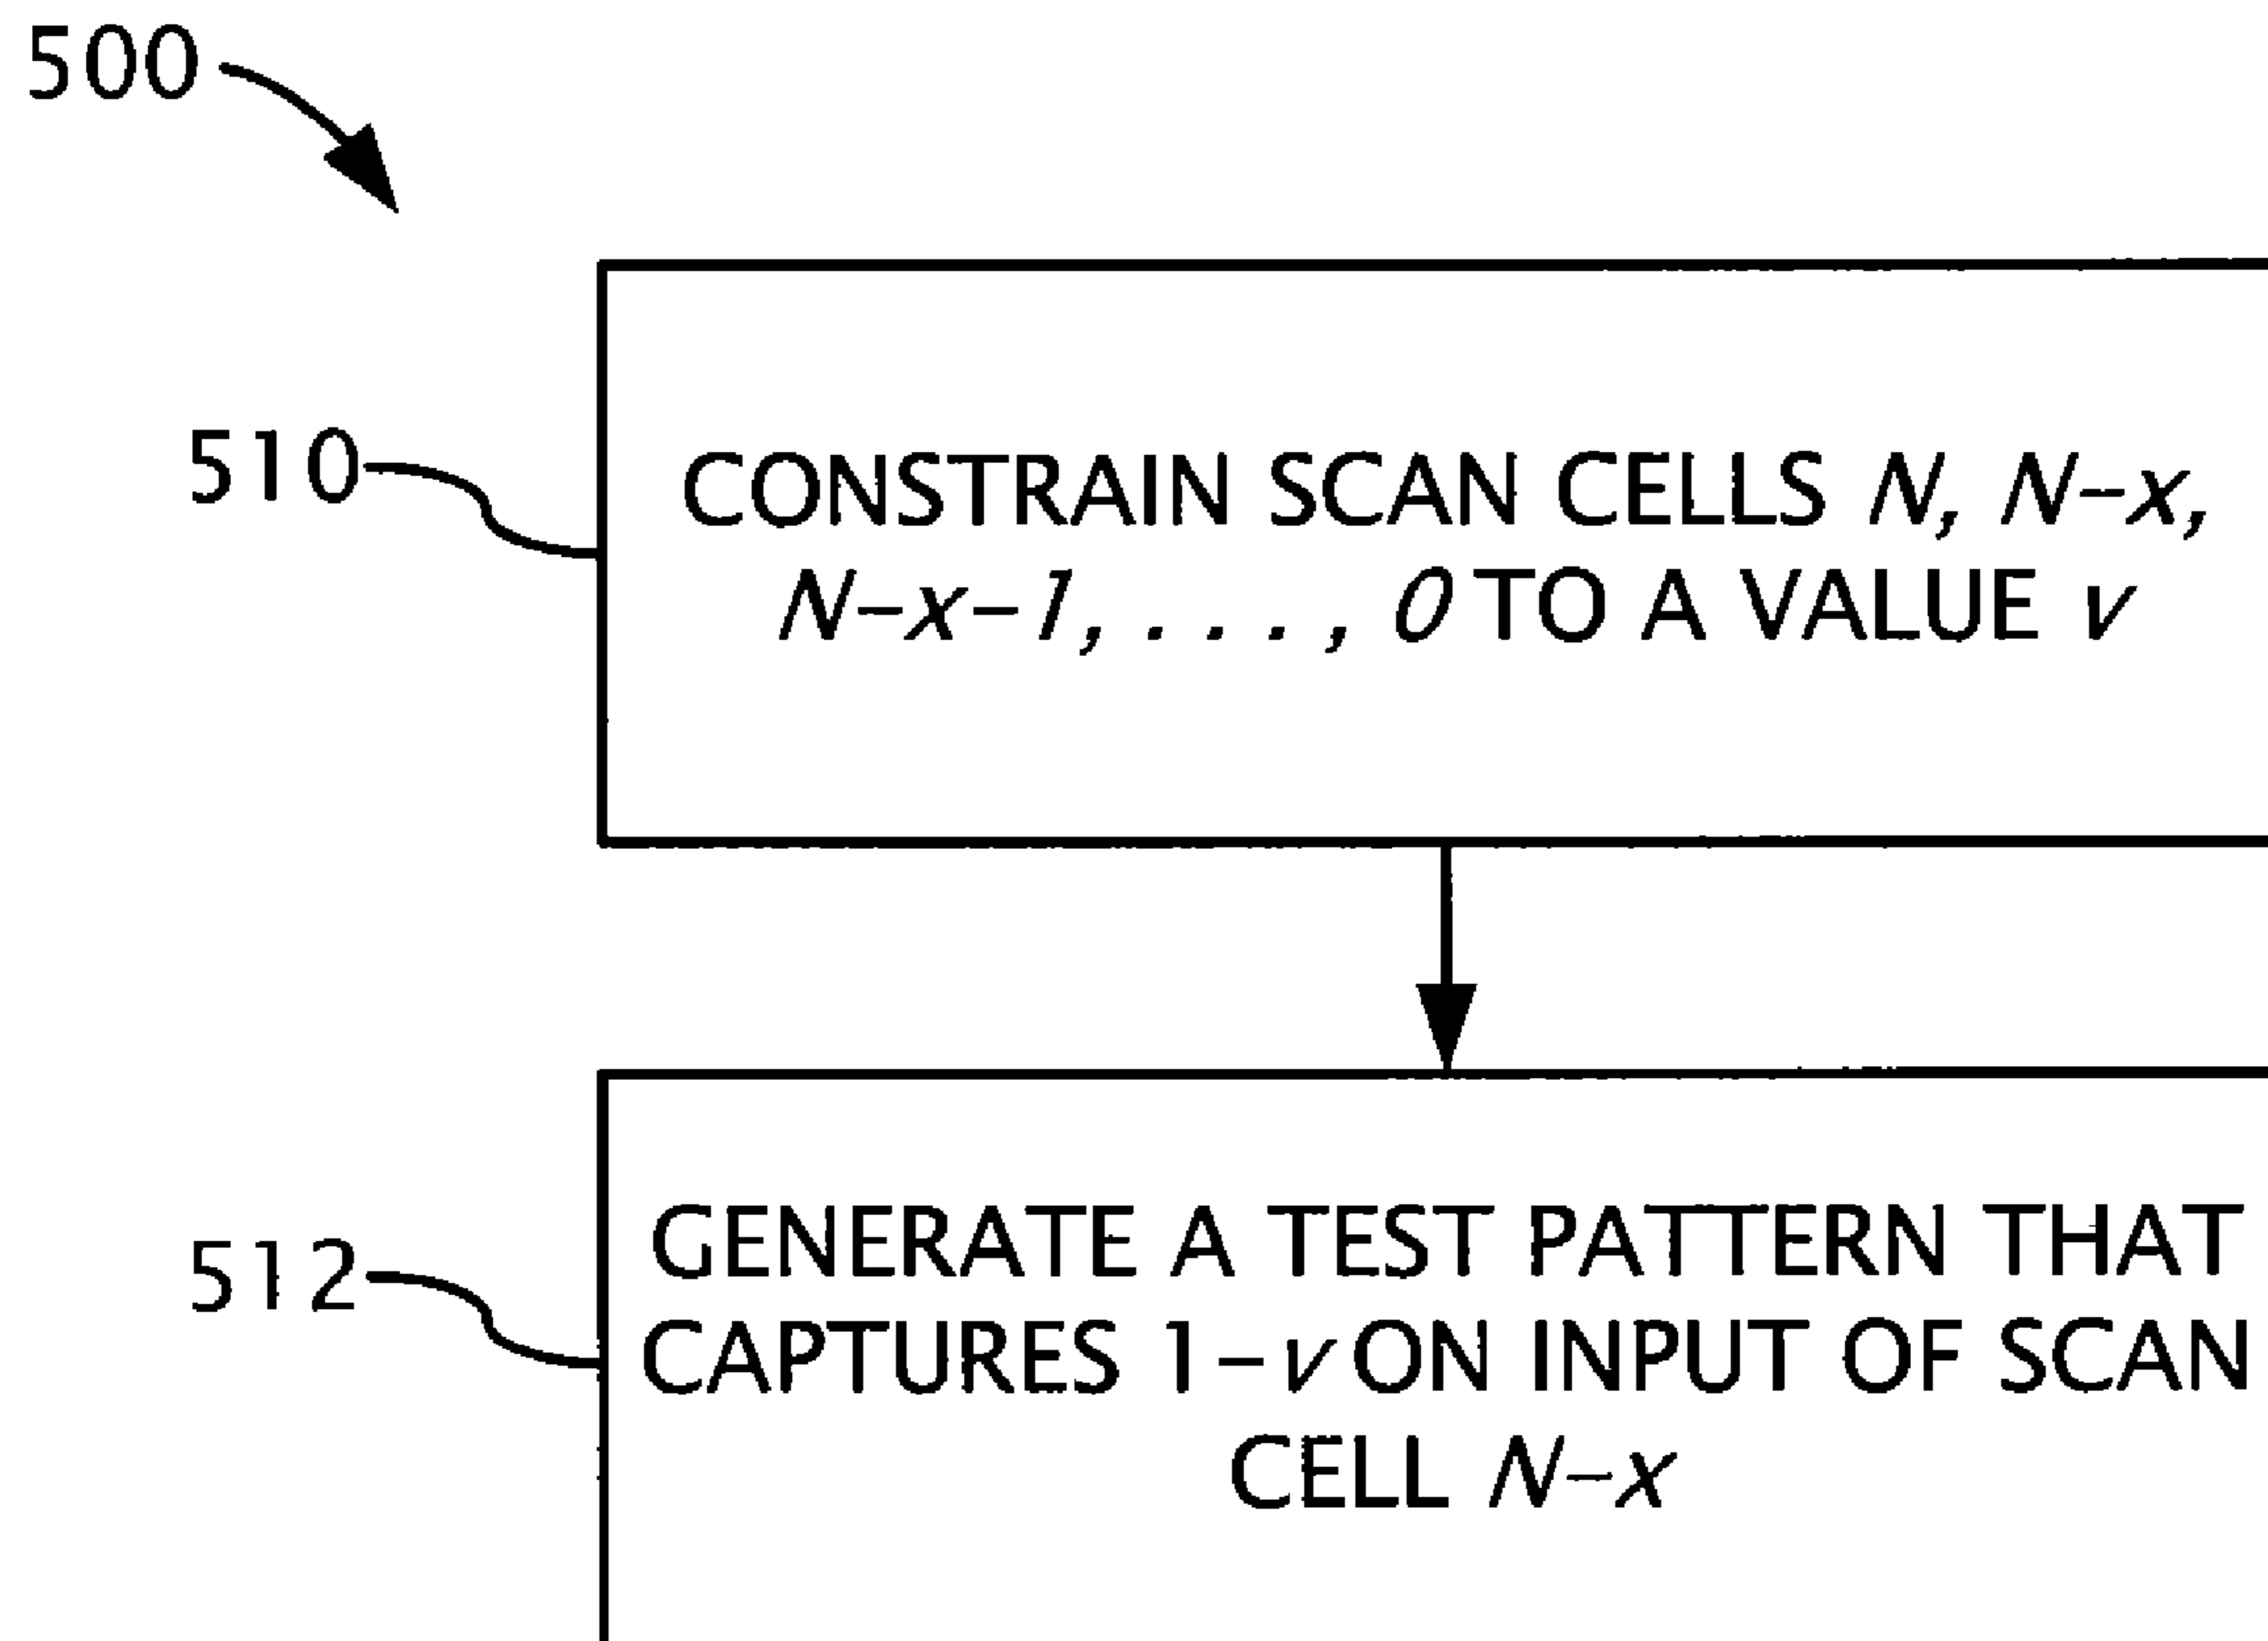 500
510
CONSTRAIN SCAN CELLS N, N–x,
N–x–1, . . . , 0 TO A VALUE v
512
GENERATE A TEST PATTERN THAT
CAPTURES 1–v ON INPUT OF SCAN
CELL N–x